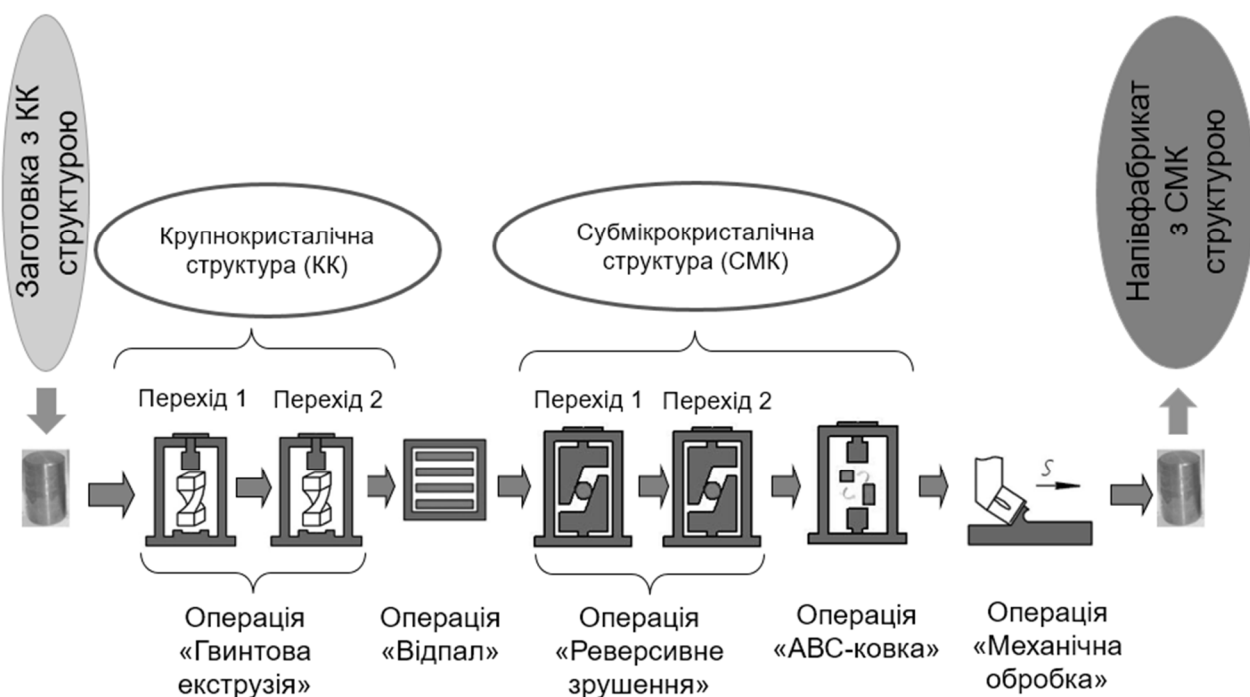 Заготовка з КК
структурою
Крупнокристалічна
структура (КК)
Субмікрокристалічна
структура (СМК)
Напівфабрикат
з СМК
структурою
Перехід 1
Перехід 2
Перехід 1
Перехід 2
S
Операція
«Гвинтова
екструзія»
Операція
«Відпал»
Операція
«Реверсивне
зрушення»
Операція
«АВС-ковка»
Операція
«Механічна
обробка»